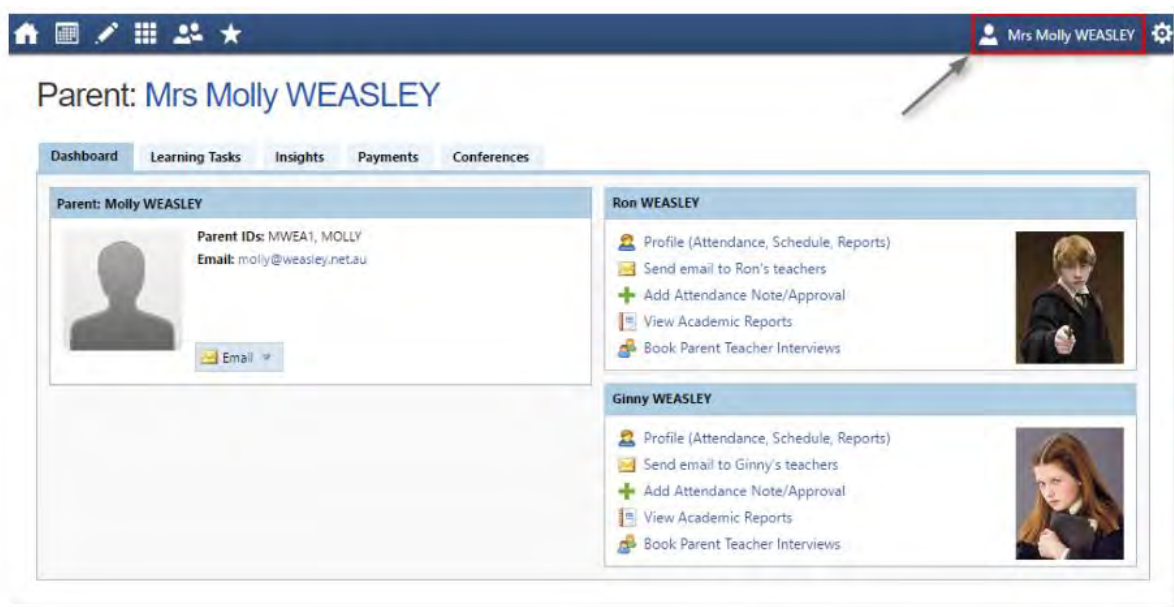 Mrs Molly WEASLEY
Parent: Mrs Molly WEASLEY
Dashboard Learning Tasks Insights Payments Conferences
Parent: Molly WEASLEY
Parent IDs: MWEA1, MOLLY
Email: molly@weasley.net.au
Email
Ron WEASLEY
Profile (Attendance, Schedule, Reports)
Send email to Ron's teachers
Add Attendance Note/Approval
View Academic Reports
Book Parent Teacher Interviews
Ginny WEASLEY
Profile (Attendance, Schedule, Reports)
Send email to Ginny's teachers
Add Attendance Note/Approval
View Academic Reports
Book Parent Teacher Interviews